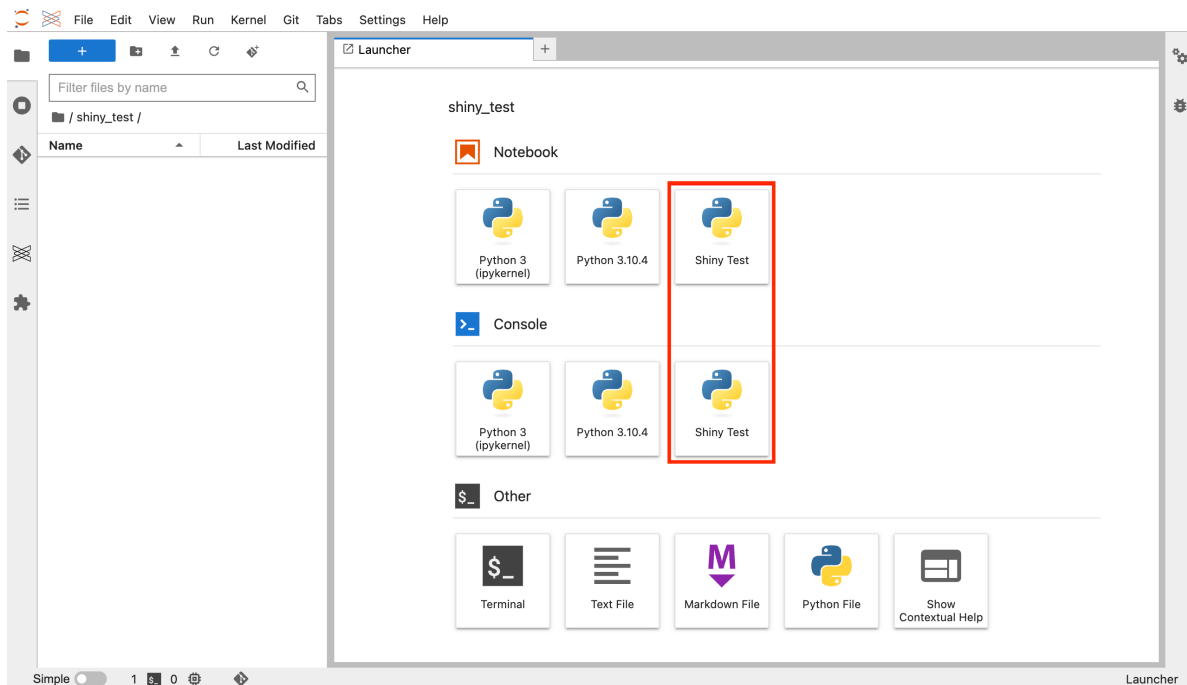 File Edit View Run Kernel Git Tabs Settings Help
+
Launcher
+
Filter files by name
/ shiny_test /
Name
Last Modified
shiny_test
Notebook
Python 3
(ipykernel)
Python 3.10.4
Shiny Test
>_ Console
Python 3
(ipykernel)
Python 3.10.4
Shiny Test
$_ Other
$_
Terminal
Text File
M
Markdown File
Python File
Show
Contextual Help
Simple
1 $_ 0
Launcher